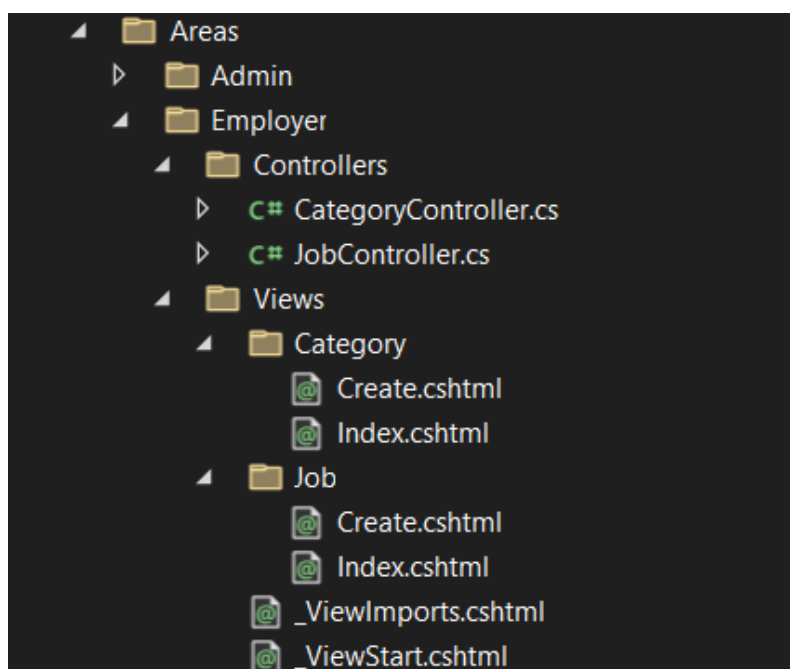 Areas
Admin
Employer
Controllers
C# CategoryController.cs
C# JobController.cs
Views
Category
@ Create.cshtml
@ Index.cshtml
Job
@ Create.cshtml
@ Index.cshtml
@ _ViewImports.cshtml
@ _ViewStart.cshtml